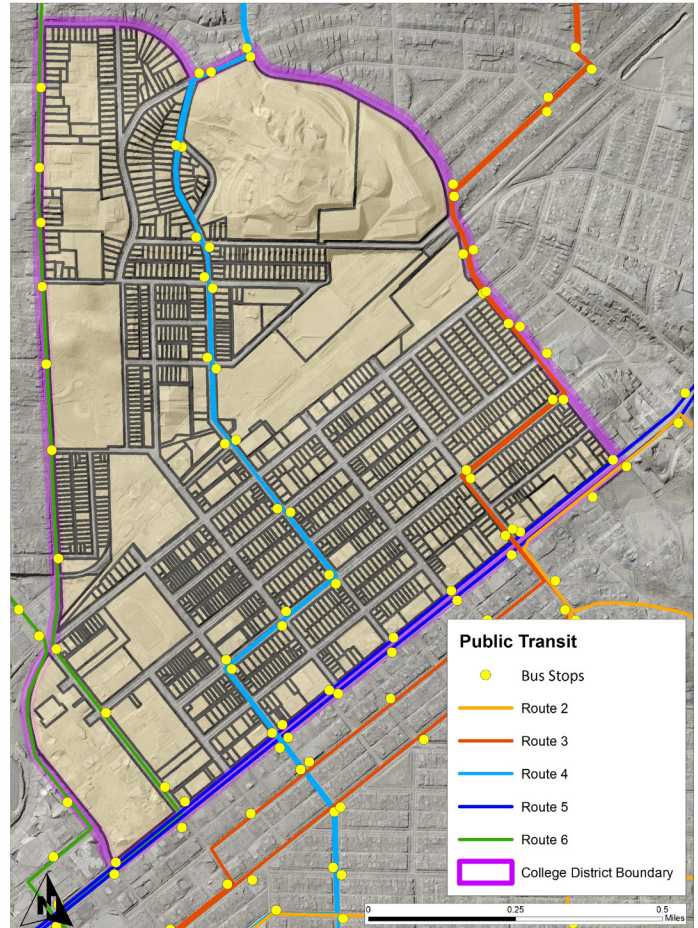 Public Transit
Bus Stops
Route 2
Route 3
Route 4
Route 5
Route 6
College District Boundary
N
0 0.25 0.5
Miles